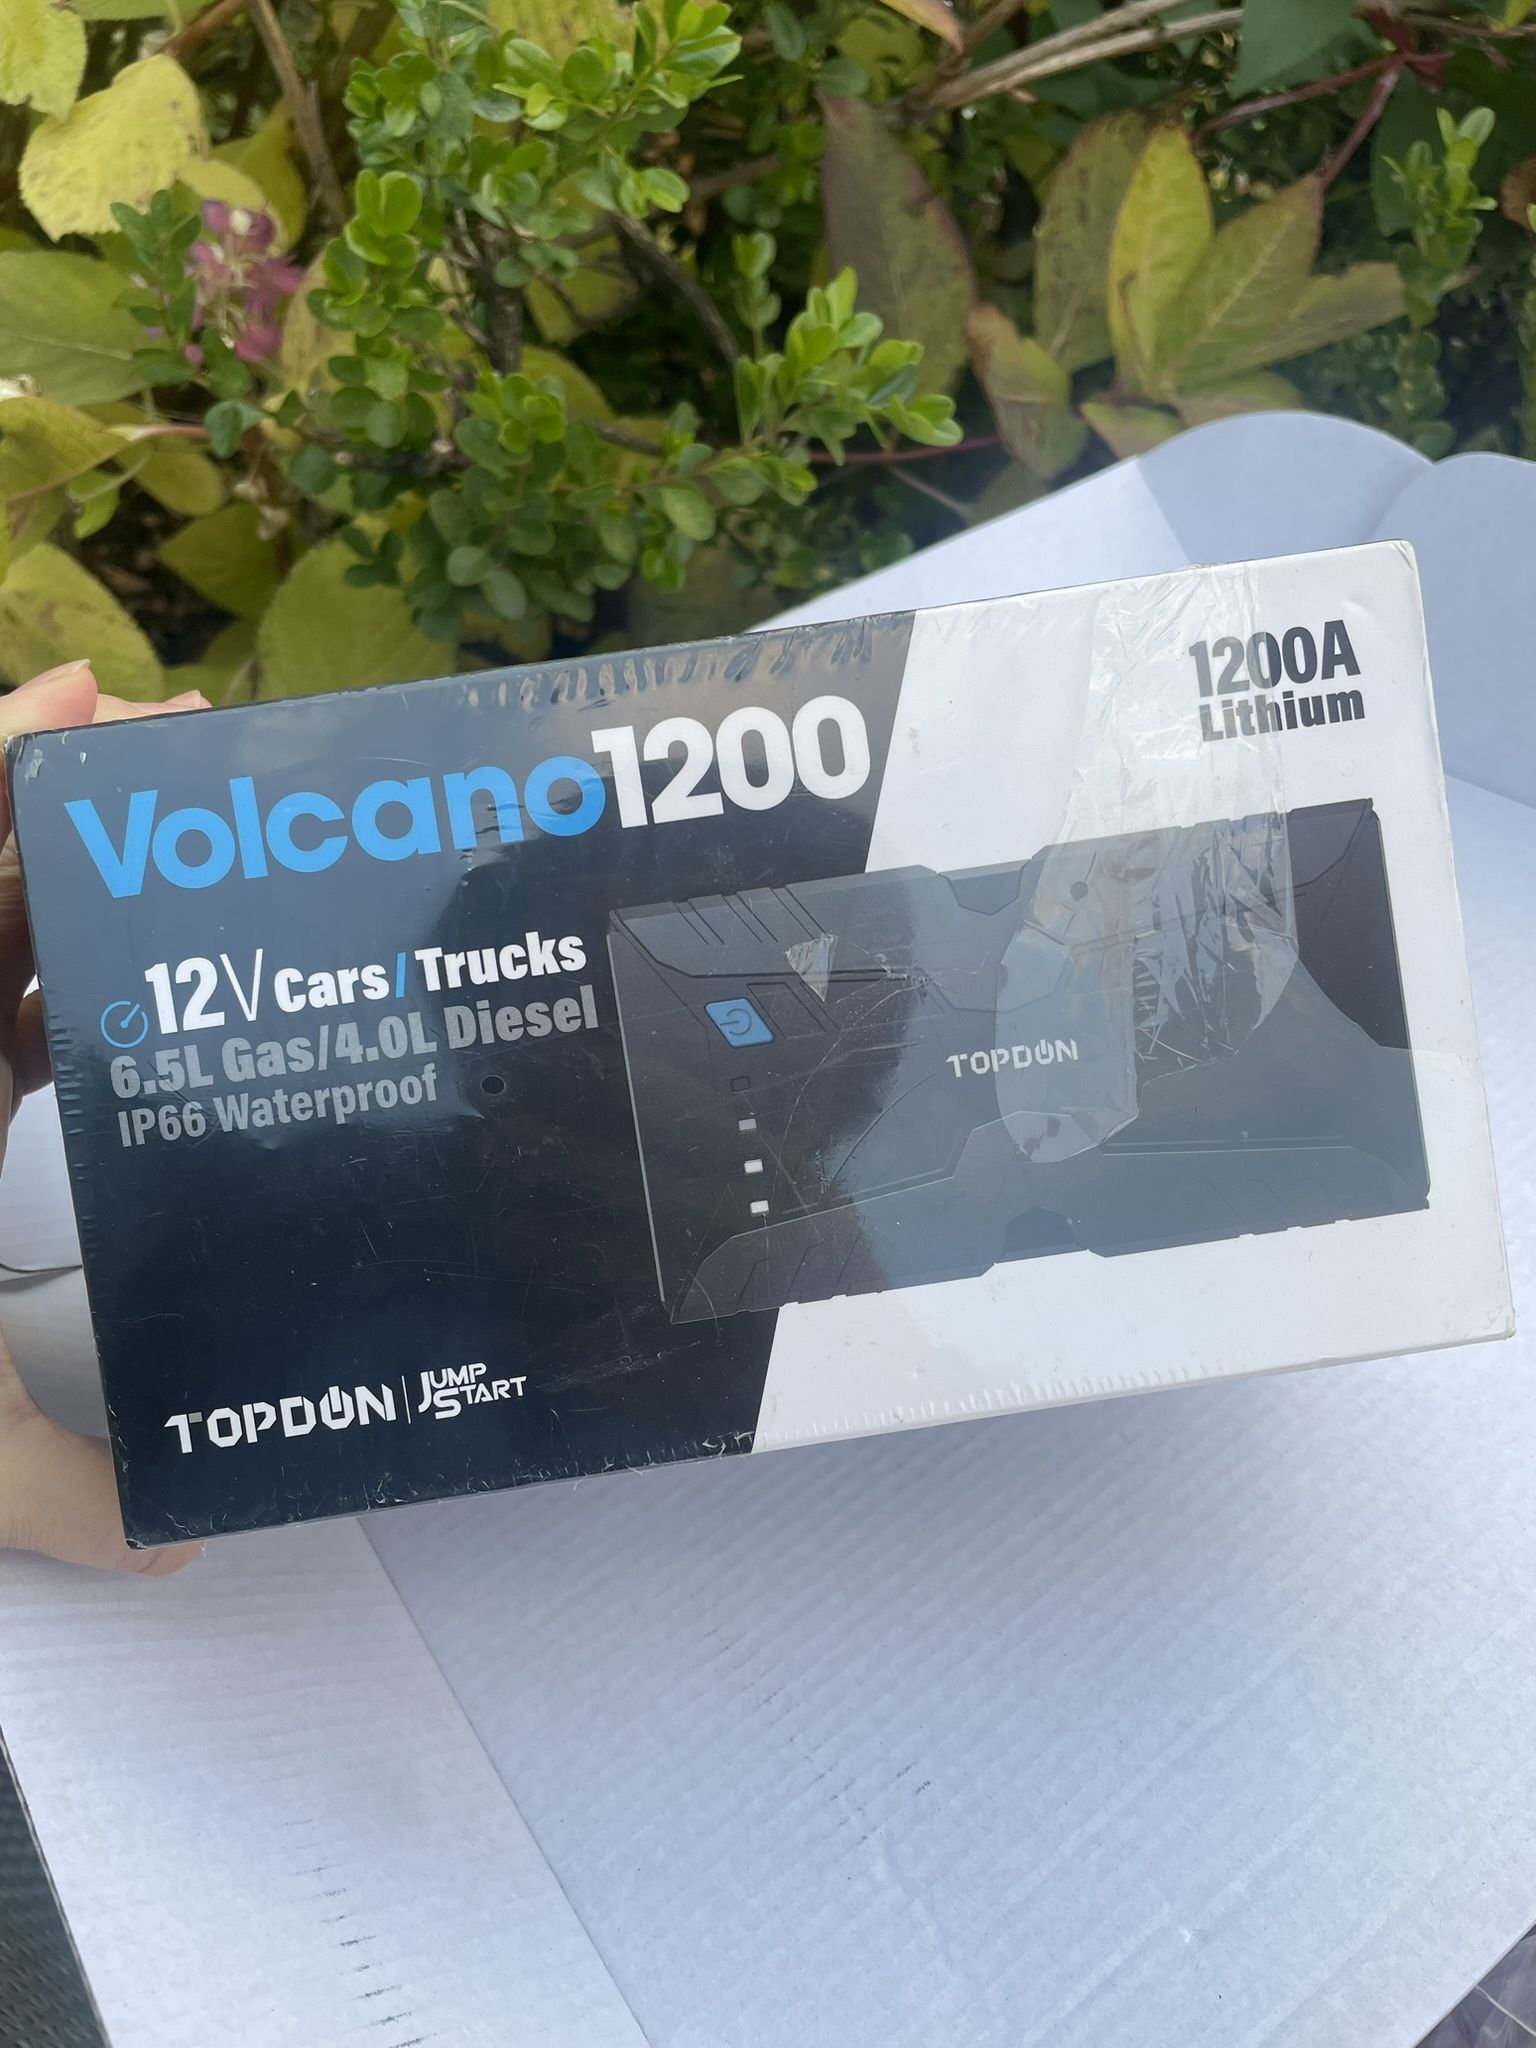 1200A
Lithium
Volcano1200
12V Cars/Trucks
6.5L Gas/4.0L Diesel
IP66 Waterproof
TOPDON
TOPDON | JUMP START